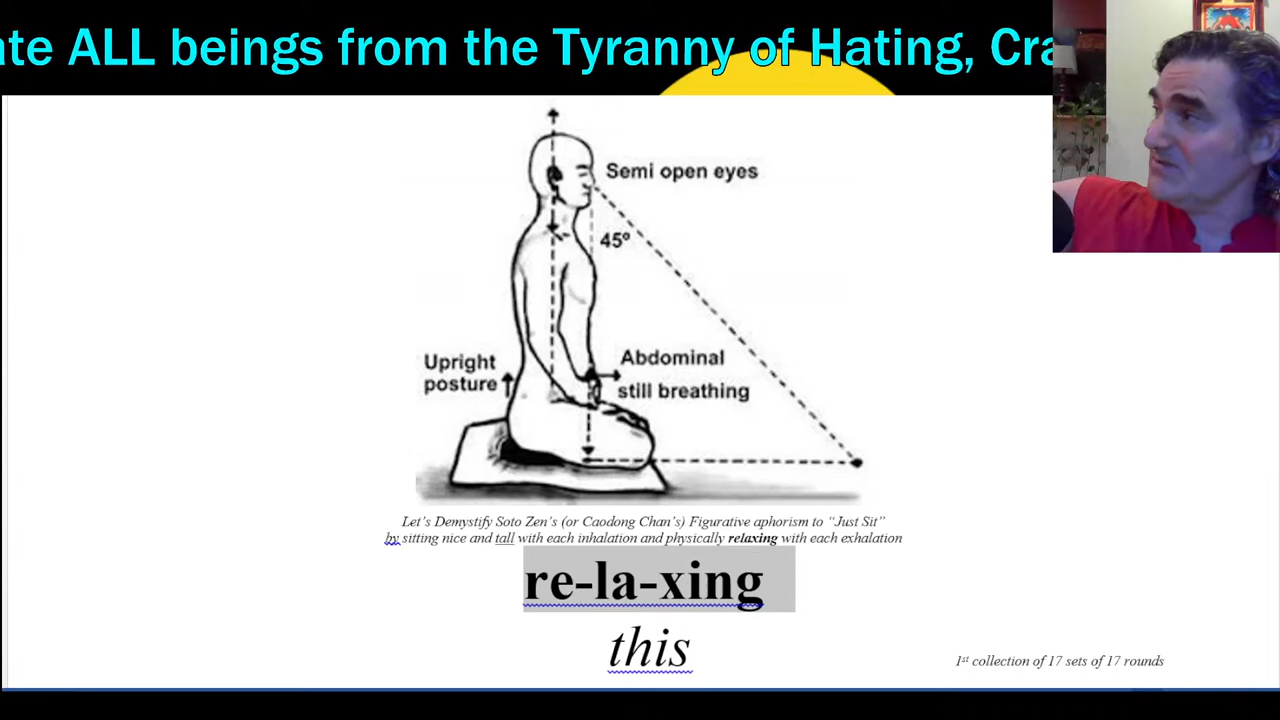 te ALL beings from the Tyranny of Hating, Cra
Semi open eyes
45º
Upright
posture
Abdominal
still breathing
Let’s Demystify Soto Zen’s (or Caodong Chan’s) Figurative aphorism to “Just Sit”
by sitting nice and tall with each inhalation and physically relaxing with each exhalation
re-la-xing
this
1st collection of 17 sets of 17 rounds